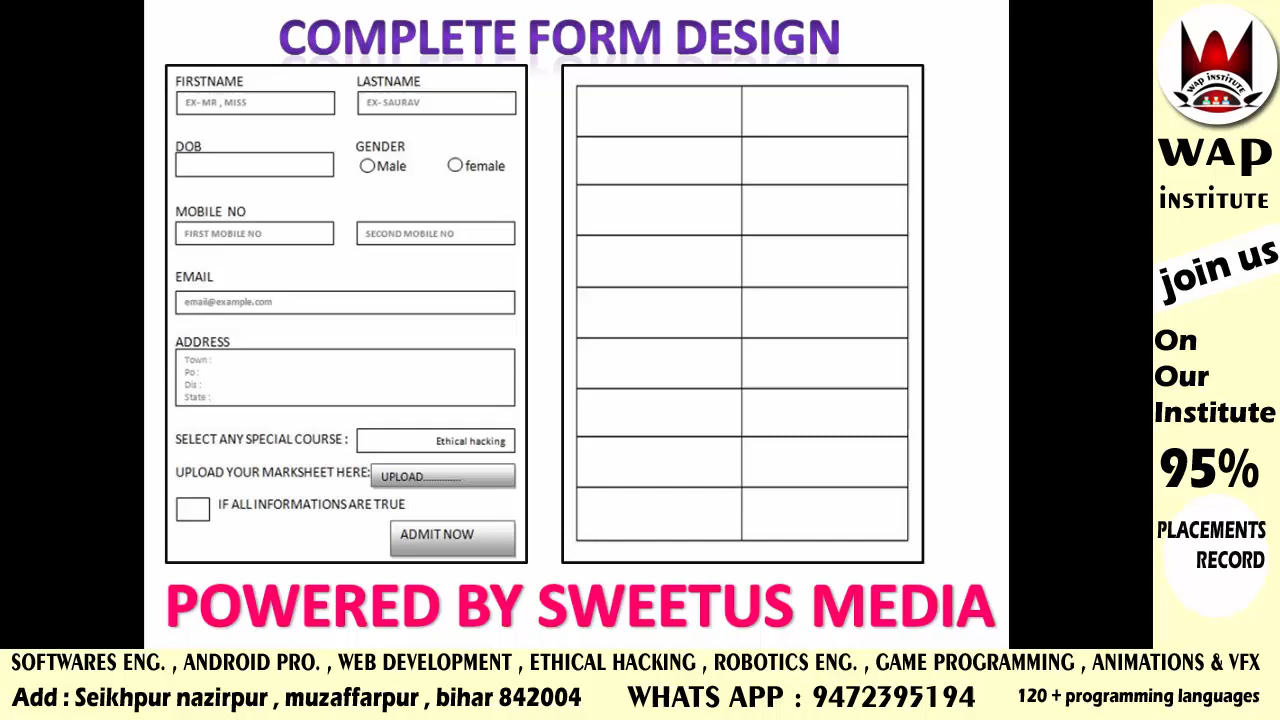 COMPLETE FORM DESIGN
FIRSTNAME LASTNAME
EX- MR , MISS EX- SAURAV
DOB GENDER
Male female
MOBILE NO
FIRST MOBILE NO SECOND MOBILE NO
EMAIL
email@example.com
ADDRESS
Town :
Po :
Dis :
State :
SELECT ANY SPECIAL COURSE : Ethical hacking
UPLOAD YOUR MARKSHEET HERE: UPLOAD..............
IF ALL INFORMATIONS ARE TRUE
ADMIT NOW
POWERED BY SWEETUS MEDIA
WAP INSTITUTE
WAP
INSTITUTE
join us
On
Our
Institute
95%
PLACEMENTS
RECORD
SOFTWARES ENG. , ANDROID PRO. , WEB DEVELOPMENT , ETHICAL HACKING , ROBOTICS ENG. , GAME PROGRAMMING , ANIMATIONS & VFX
Add : Seikhpur nazirpur , muzaffarpur , bihar 842004 WHATS APP : 9472395194 120 + programming languages